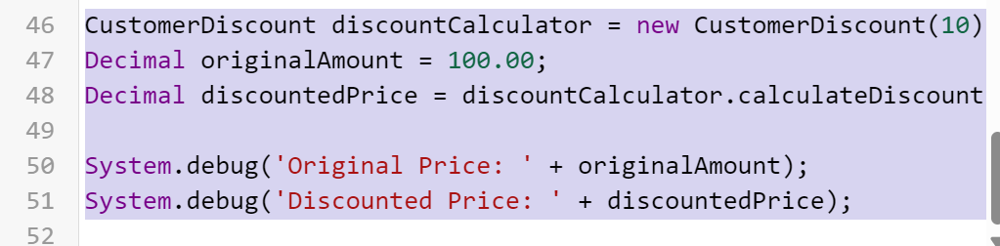 46 CustomerDiscount discountCalculator = new CustomerDiscount(10)
47 Decimal originalAmount = 100.00;
48 Decimal discountedPrice = discountCalculator.calculateDiscount
49
50 System.debug('Original Price: ' + originalAmount);
51 System.debug('Discounted Price: ' + discountedPrice);
52